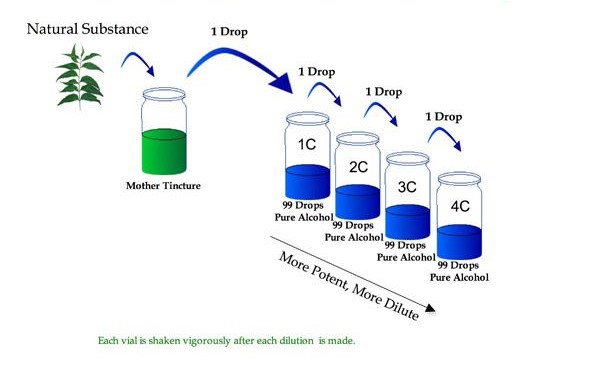 Natural Substance
1 Drop
1 Drop
1 Drop
1 Drop
1C
2C
3C
4C
Mother Tincture
99 Drops
Pure Alcohol
99 Drops
Pure Alcohol
99 Drops
Pure Alcohol
99 Drops
Pure Alcohol
More Potent, More Dilute
Each vial is shaken vigorously after each dilution is made.